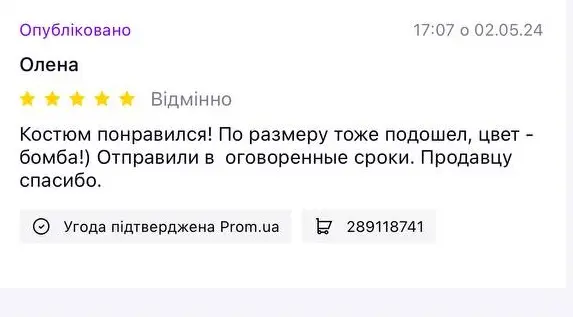 Опубліковано 17:07 о 02.05.24
Олена
Відмінно
Костюм понравился! По размеру тоже подошел, цвет -
бомба!) Отправили в оговоренные сроки. Продавцу
спасибо.
Угода підтверджена Prom.ua 289118741